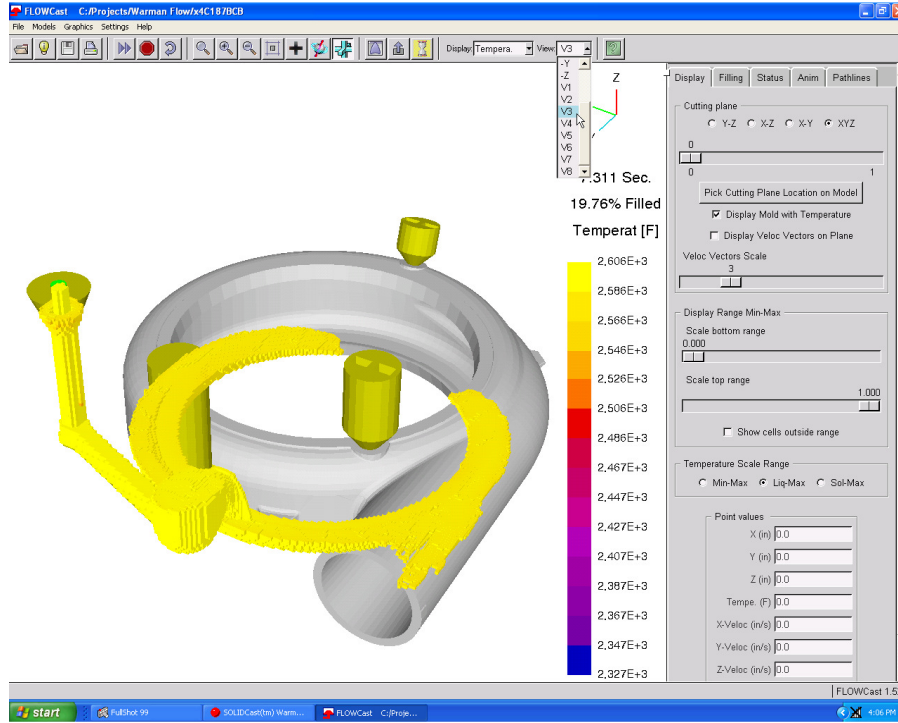 FLOWCast C:/Projects/Warman Flow/x4C187BCB
File Models Graphics Settings Help
Display: Tempera. View: V3
-Y
-Z
V1
V2
V3
V4
V5
V6
V7
V8
Z
7.311 Sec.
19.76% Filled
Temperat [F]
2,606E+3
2,586E+3
2,566E+3
2,546E+3
2,526E+3
2,506E+3
2,486E+3
2,467E+3
2,447E+3
2,427E+3
2,407E+3
2,387E+3
2,367E+3
2,347E+3
2,327E+3
Display Filling Status Anim Pathlines
Cutting plane
Y-Z X-Z X-Y XYZ
0
0 1
Pick Cutting Plane Location on Model
Display Mold with Temperature
Display Veloc Vectors on Plane
Veloc Vectors Scale
3
Display Range Min-Max
Scale bottom range
0.000
Scale top range
1.000
Show cells outside range
Temperature Scale Range
Min-Max Liq-Max Sol-Max
Point values
X (in) 0.0
Y (in) 0.0
Z (in) 0.0
Tempe. (F) 0.0
X-Veloc (in/s) 0.0
Y-Veloc (in/s) 0.0
Z-Veloc (in/s) 0.0
FLOWCast 1.5
start FullShot 99 SOLIDCast(tm) Warm... FLOWCast C:/Proje... 4:06 PM